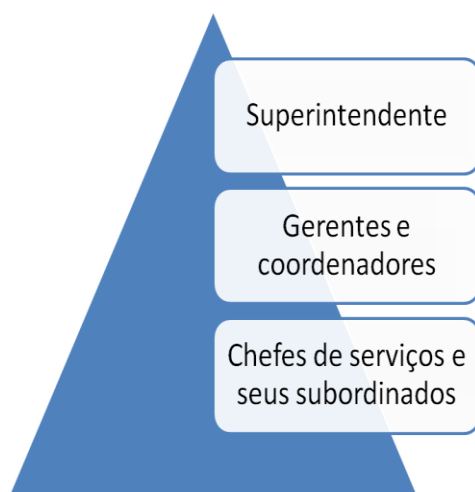 Superintendente
Gerentes e
coordenadores
Chefes de serviços e
seus subordinados